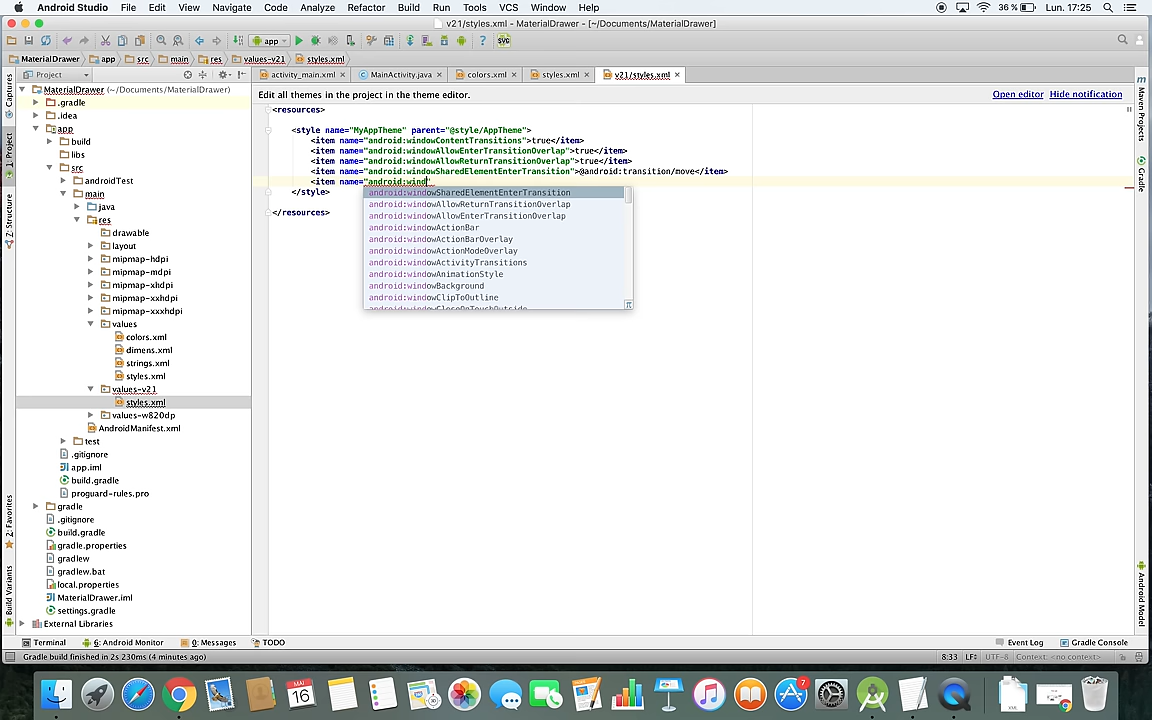 Android Studio File Edit View Navigate Code Analyze Refactor Build Run Tools VCS Window Help 36 % Lun. 17:25
v21/styles.xml - MaterialDrawer - [~/Documents/MaterialDrawer]
app
MaterialDrawer app src main res values-v21 styles.xml
Project
activity_main.xml MainActivity.java colors.xml styles.xml v21/styles.xml
Edit all themes in the project in the theme editor. Open editor Hide notification
MaterialDrawer (~/Documents/MaterialDrawer)
.gradle
.idea
app
build
libs
src
androidTest
main
java
res
drawable
layout
mipmap-hdpi
mipmap-mdpi
mipmap-xhdpi
mipmap-xxhdpi
mipmap-xxxhdpi
values
colors.xml
dimens.xml
strings.xml
styles.xml
values-v21
styles.xml
values-w820dp
AndroidManifest.xml
test
.gitignore
app.iml
build.gradle
proguard-rules.pro
gradle
.gitignore
build.gradle
gradle.properties
gradlew
gradlew.bat
local.properties
MaterialDrawer.iml
settings.gradle
External Libraries
<resources>
<style name="MyAppTheme" parent="@style/AppTheme">
<item name="android:windowContentTransitions">true</item>
<item name="android:windowAllowEnterTransitionOverlap">true</item>
<item name="android:windowAllowReturnTransitionOverlap">true</item>
<item name="android:windowSharedElementEnterTransition">@android:transition/move</item>
<item name="android:wind"
</style>
</resources>
android:windowSharedElementEnterTransition
android:windowAllowReturnTransitionOverlap
android:windowAllowEnterTransitionOverlap
android:windowActionBar
android:windowActionBarOverlay
android:windowActionModeOverlay
android:windowActivityTransitions
android:windowAnimationStyle
android:windowBackground
android:windowClipToOutline
android:windowCloseOnTouchOutside
Captures
1: Project
7: Structure
2: Favorites
Build Variants
Maven Projects
Gradle
Android Model
Terminal 6: Android Monitor 0: Messages TODO Event Log Gradle Console
Gradle build finished in 2s 230ms (4 minutes ago) 8:33 LF UTF-8 Context: <no context>
SVG
16
7